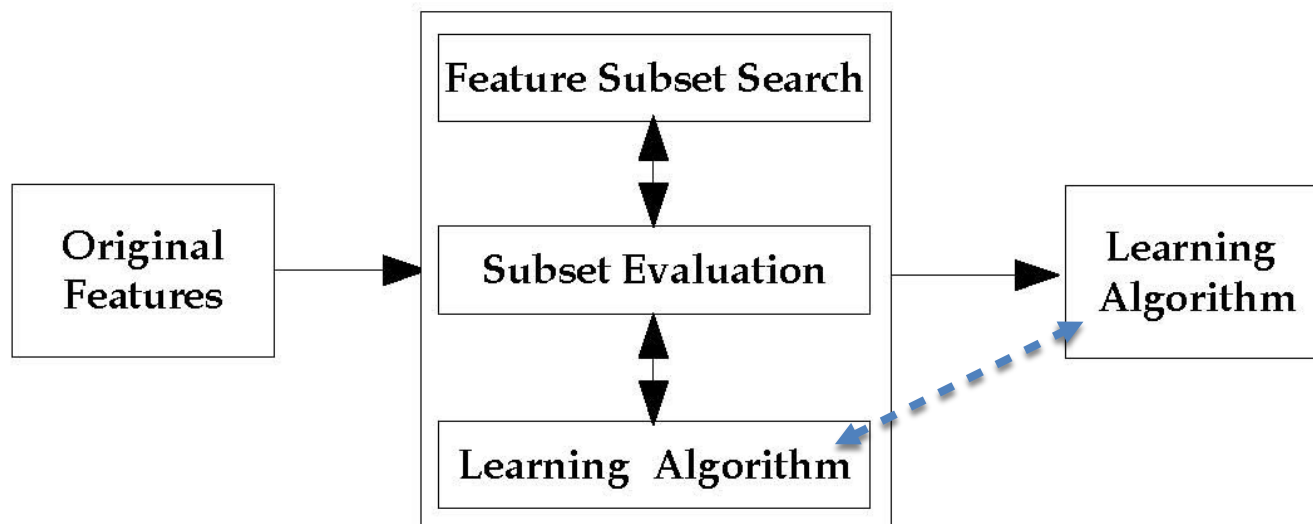 Original
Features
Feature Subset Search
Subset Evaluation
Learning Algorithm
Learning
Algorithm